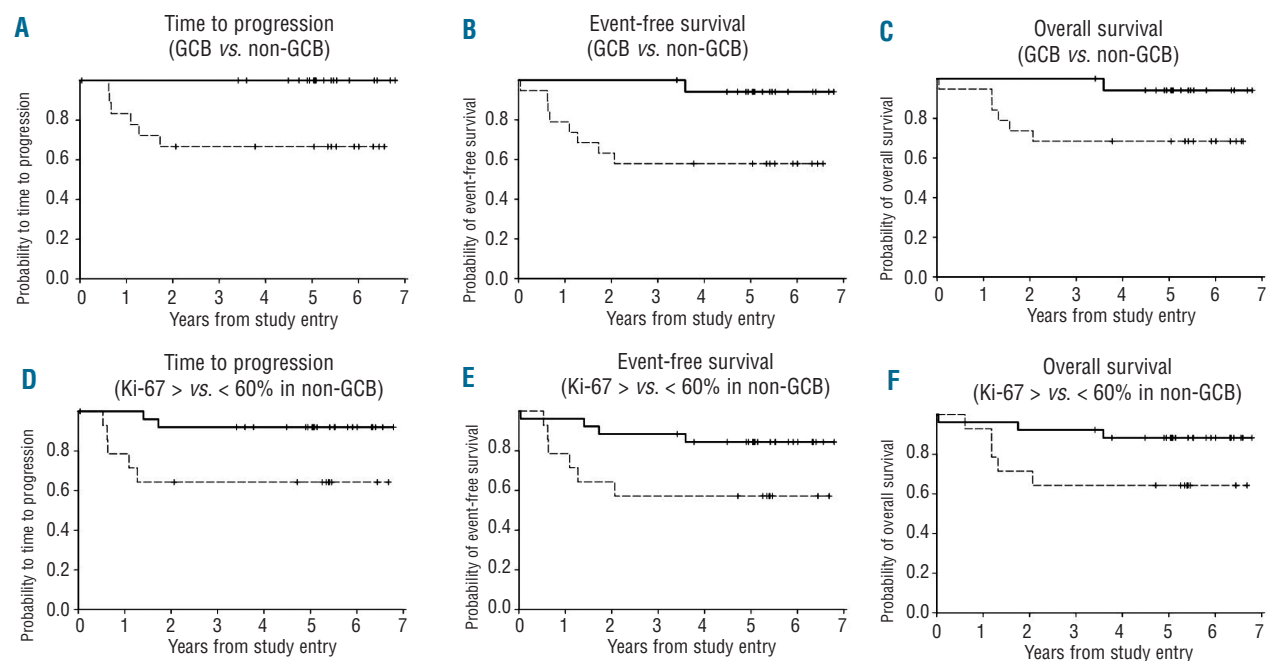 A
Time to progression
(GCB vs. non-GCB)
Probability to time to progression
0.8
0.6
0.4
0.2
0.0
0 1 2 3 4 5 6 7
Years from study entry
B
Event-free survival
(GCB vs. non-GCB)
Probability of event-free survival
0.8
0.6
0.4
0.2
0.0
0 1 2 3 4 5 6 7
Years from study entry
C
Overall survival
(GCB vs. non-GCB)
Probability of overall survival
0.8
0.6
0.4
0.2
0.0
0 1 2 3 4 5 6 7
Years from study entry
D
Time to progression
(Ki-67 > vs. < 60% in non-GCB)
Probability to time to progression
0.8
0.6
0.4
0.2
0.0
0 1 2 3 4 5 6 7
Years from study entry
E
Event-free survival
(Ki-67 > vs. < 60% in non-GCB)
Probability of event-free survival
0.8
0.6
0.4
0.2
0.0
0 1 2 3 4 5 6 7
Years from study entry
F
Overall survival
(Ki-67 > vs. < 60% in non-GCB)
Probability of overall survival
0.8
0.6
0.4
0.2
0.0
0 1 2 3 4 5 6 7
Years from study entry